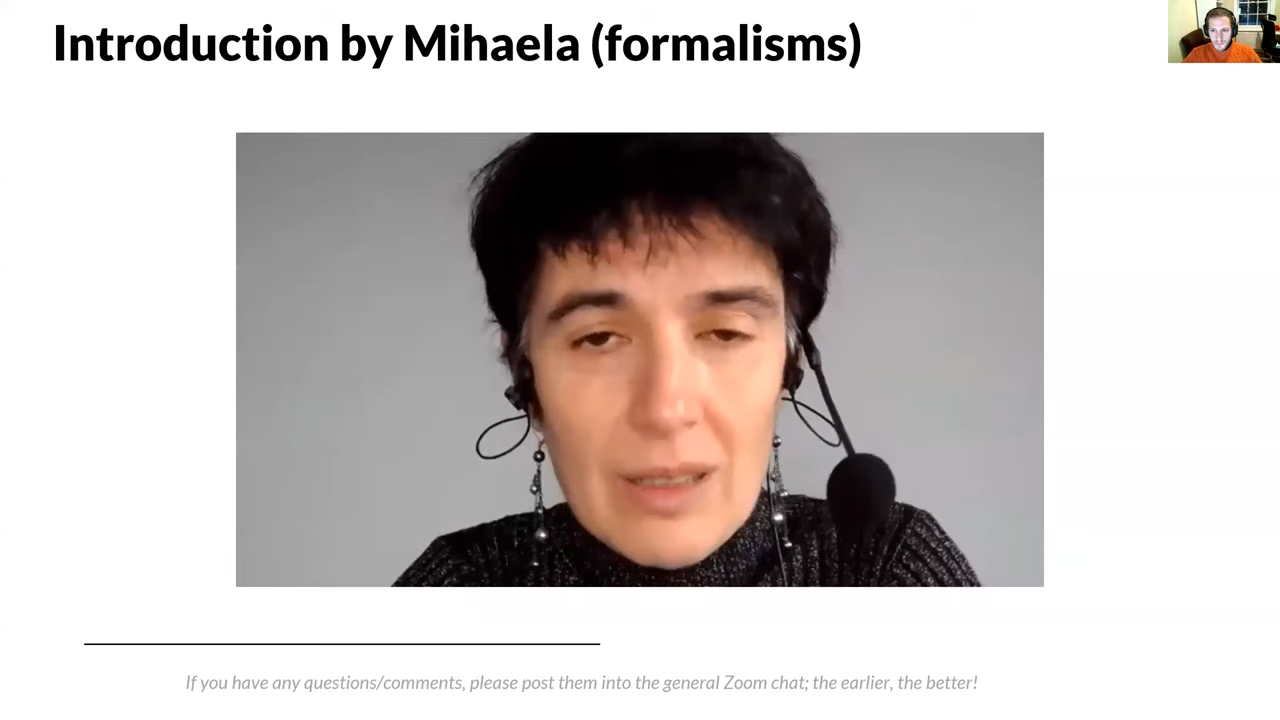 Introduction by Mihaela (formalisms)
If you have any questions/comments, please post them into the general Zoom chat; the earlier, the better!